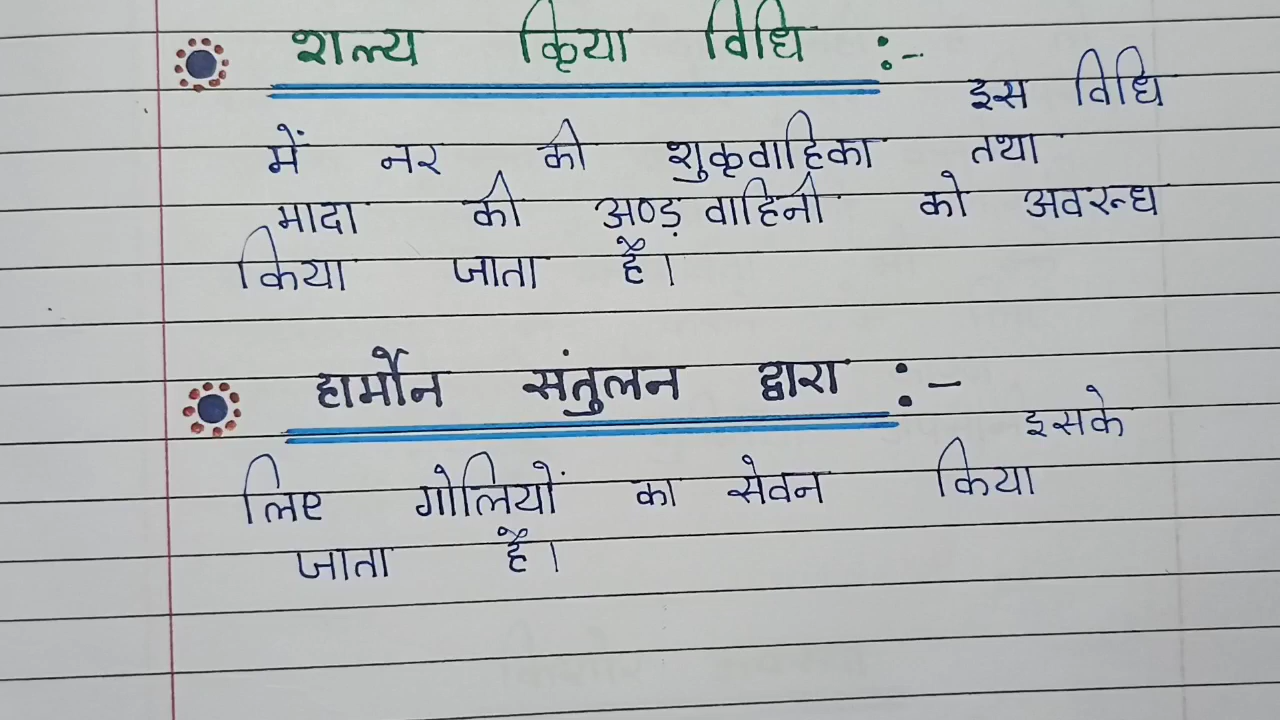 शल्य क्रिया विधि :-
इस विधि
में नर की शुक्रवाहिका तथा
मादा की अण्ड़वाहिनी को अवरुध
किया जाता है।
हार्मोन संतुलन द्वारा :-
इसके
लिए गोलियों का सेवन किया
जाता है।